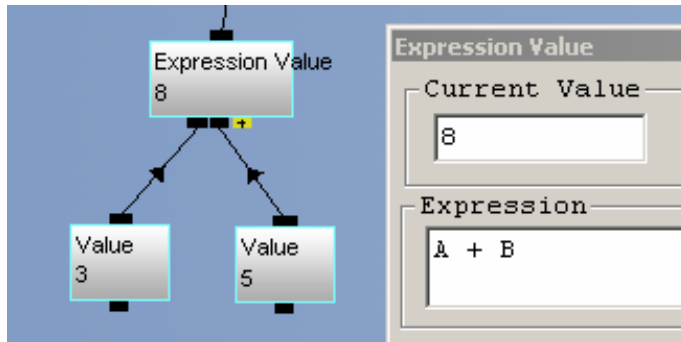 Expression Value
8
+
Value
3
Value
5
Expression Value
Current Value
8
Expression
A + B